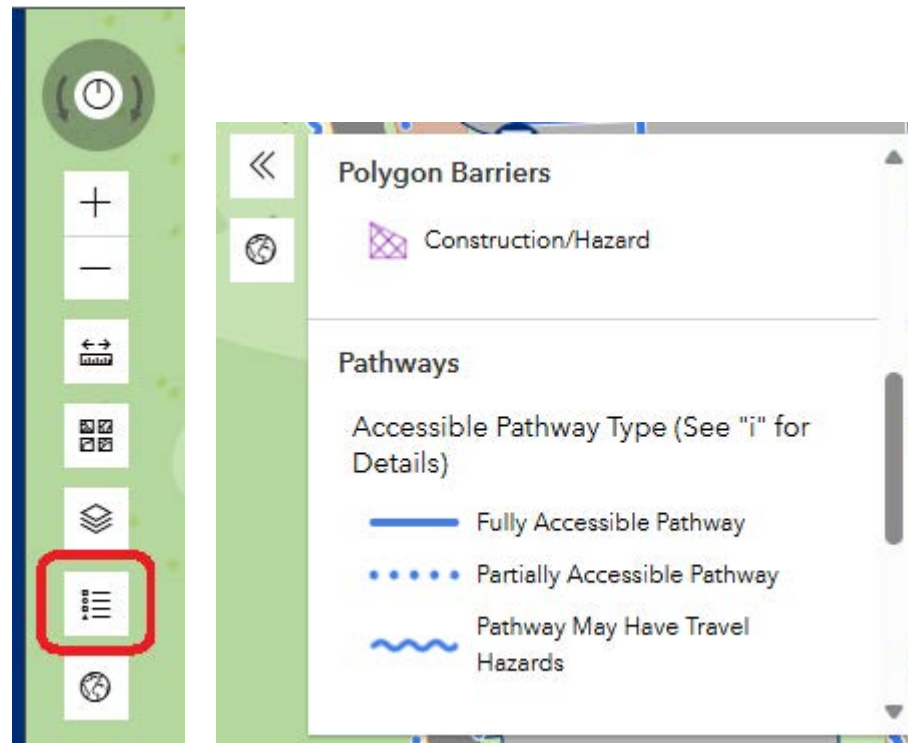 Polygon Barriers
Construction/Hazard
Pathways
Accessible Pathway Type (See "i" for
Details)
Fully Accessible Pathway
Partially Accessible Pathway
Pathway May Have Travel
Hazards